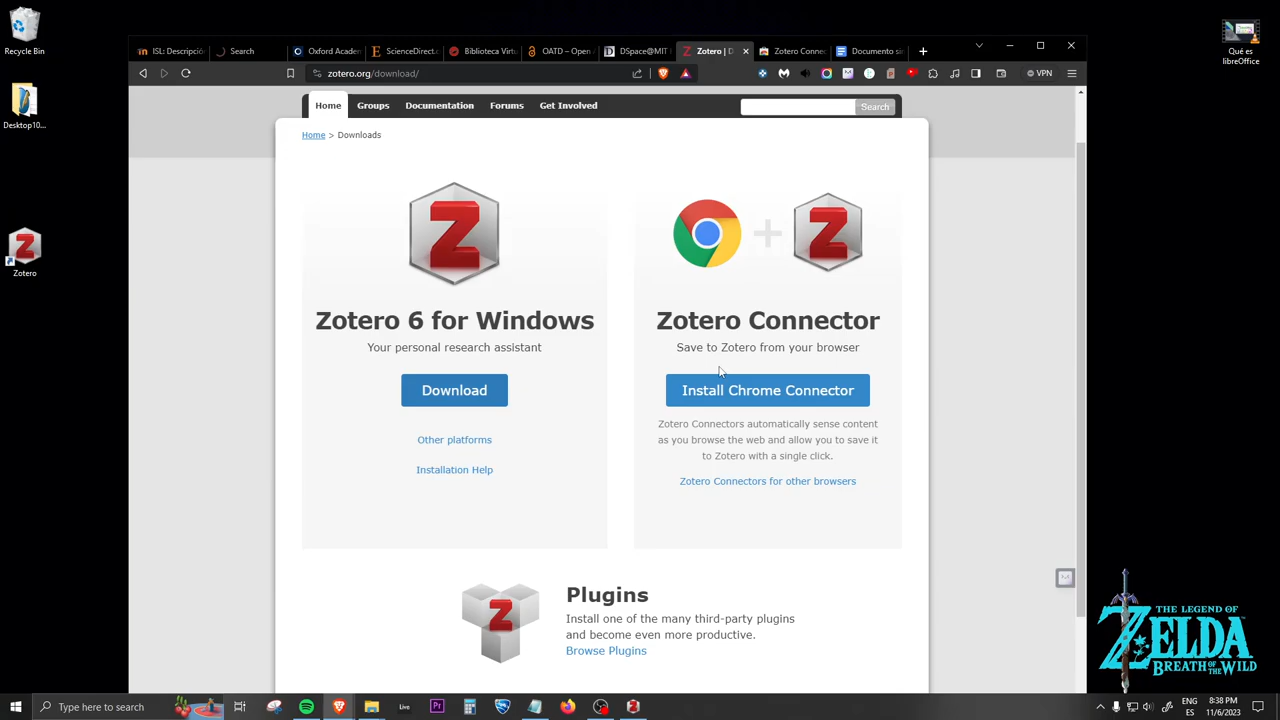 Recycle Bin
Desktop10...
Zotero
Qué es
libreOffice
ISL: Descripció
Search
Oxford Acade
ScienceDirect.
Biblioteca Virtu
OATD – Open
DSpace@MIT
Zotero | D
Zotero Connec
Documento sin
zotero.org/download/
VPN
Home
Groups
Documentation
Forums
Get Involved
Search
Home > Downloads
Z
Z
Zotero 6 for Windows
Your personal research assistant
Download
Other platforms
Installation Help
Zotero Connector
Save to Zotero from your browser
Install Chrome Connector
Zotero Connectors automatically sense content
as you browse the web and allow you to save it
to Zotero with a single click.
Zotero Connectors for other browsers
Z
Plugins
Install one of the many third-party plugins
and become even more productive.
Browse Plugins
THE LEGEND OF
ZELDA
BREATH OF THE WILD
Type here to search
Live
Pr
ENG
ES
8:38 PM
11/6/2023